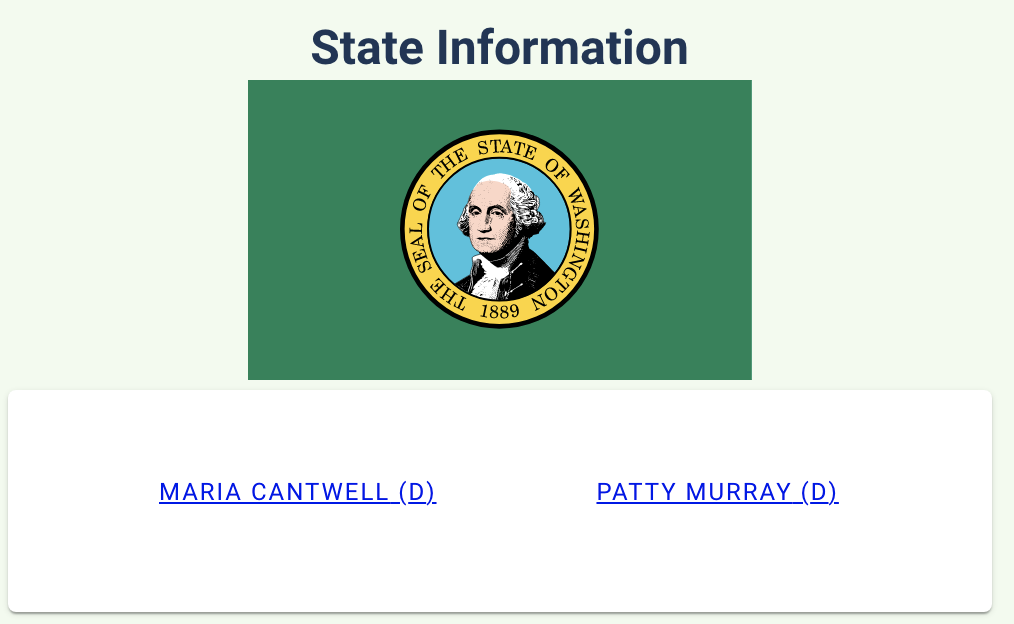 State Information
THE SEAL OF THE STATE OF WASHINGTON
1889
MARIA CANTWELL (D)
PATTY MURRAY (D)